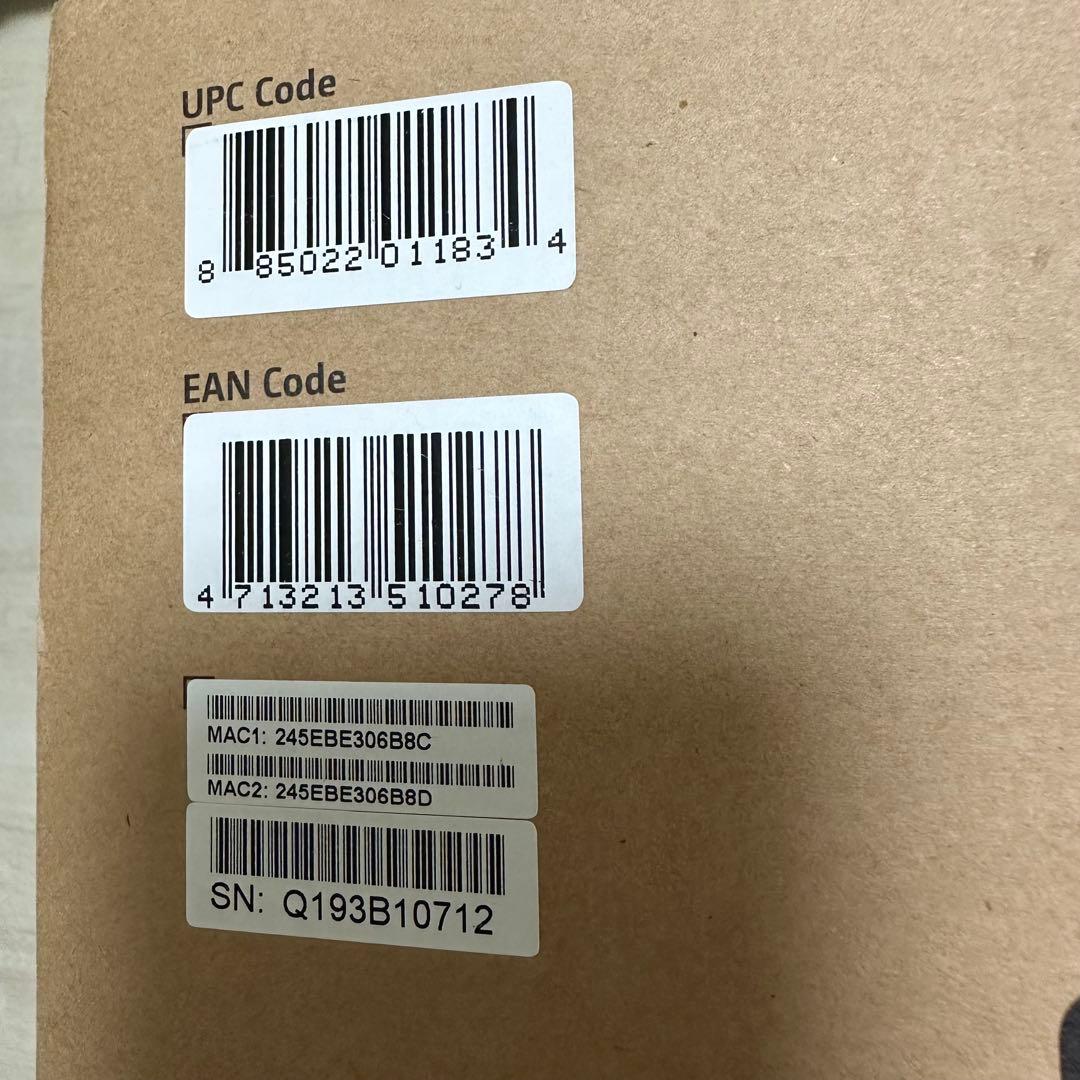 UPC Code
8 85022 01183 4
EAN Code
4 713213 510278
MAC1: 245EBE306B8C
MAC2: 245EBE306B8D
SN: Q193B10712